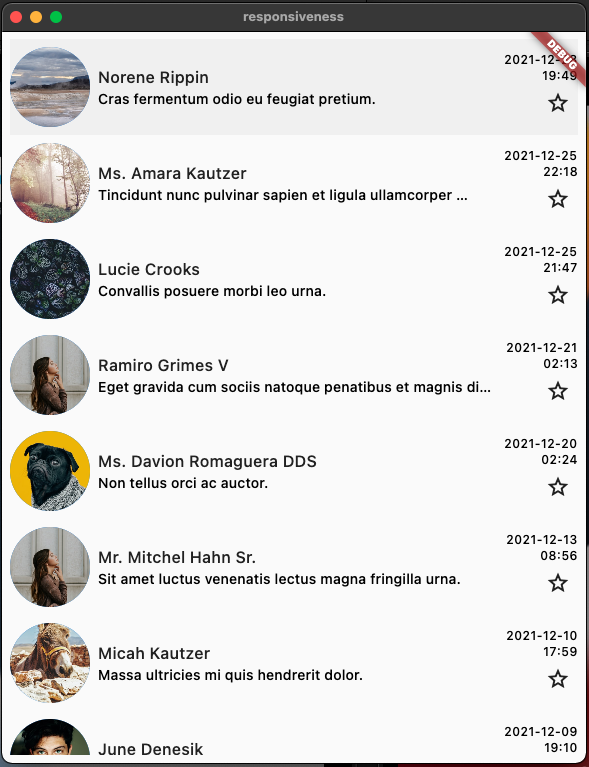 responsiveness
DEBUG
Norene Rippin
Cras fermentum odio eu feugiat pretium.
19:49
Ms. Amara Kautzer
Tincidunt nunc pulvinar sapien et ligula ullamcorper ...
2021-12-25
22:18
Lucie Crooks
Convallis posuere morbi leo urna.
2021-12-25
21:47
Ramiro Grimes V
Eget gravida cum sociis natoque penatibus et magnis di...
2021-12-21
02:13
Ms. Davion Romaguera DDS
Non tellus orci ac auctor.
2021-12-20
02:24
Mr. Mitchel Hahn Sr.
Sit amet luctus venenatis lectus magna fringilla urna.
2021-12-13
08:56
Micah Kautzer
Massa ultricies mi quis hendrerit dolor.
2021-12-10
17:59
June Denesik
2021-12-09
19:10